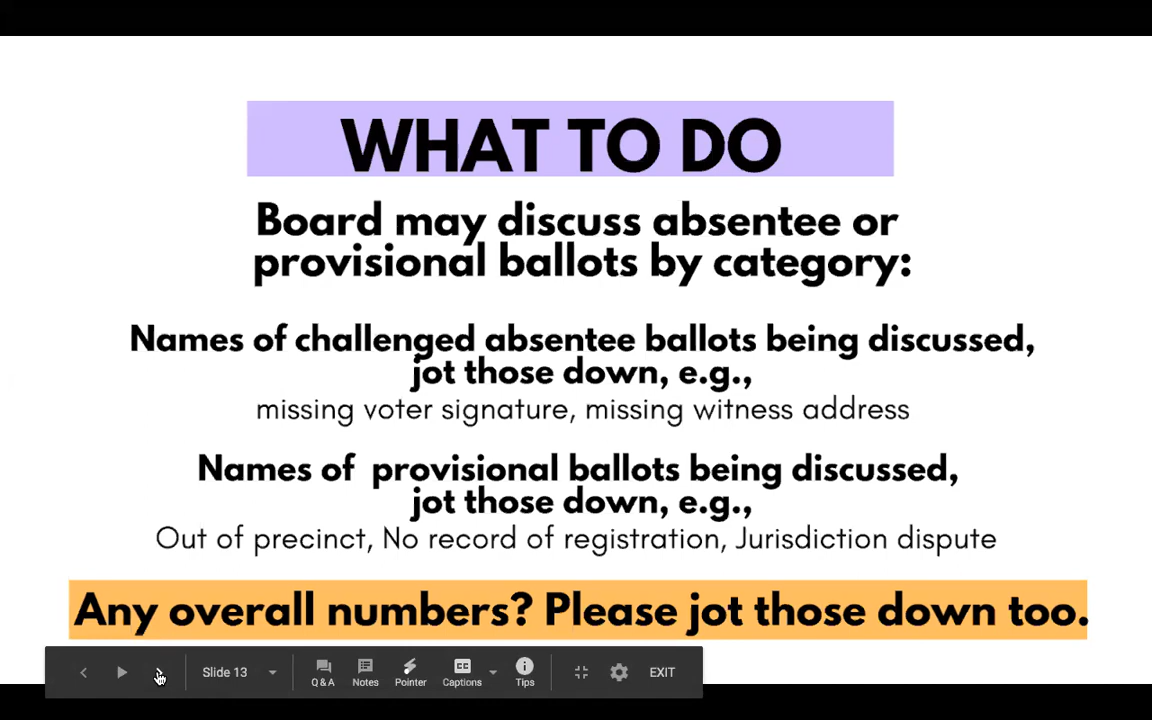 WHAT TO DO
Board may discuss absentee or
provisional ballots by category:
Names of challenged absentee ballots being discussed,
jot those down, e.g.,
missing voter signature, missing witness address
Names of provisional ballots being discussed,
jot those down, e.g.,
Out of precinct, No record of registration, Jurisdiction dispute
Any overall numbers? Please jot those down too.
Slide 13
Q&A
Notes
Pointer
CC
Captions
Tips
EXIT